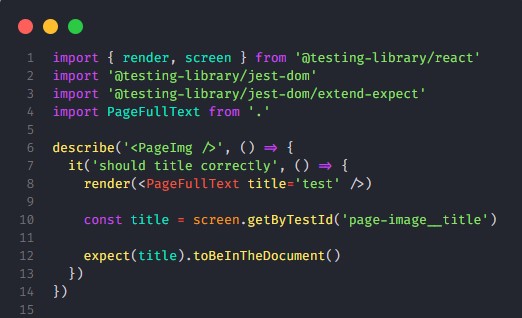 1 import { render, screen } from '@testing-library/react'
2 import '@testing-library/jest-dom'
3 import '@testing-library/jest-dom/extend-expect'
4 import PageFullText from '.'
5
6 describe('<PageImg />', () => {
7   it('should title correctly', () => {
8     render(<PageFullText title='test' />)
9
10     const title = screen.getByTestId('page-image__title')
11
12     expect(title).toBeInTheDocument()
13   })
14 })
15